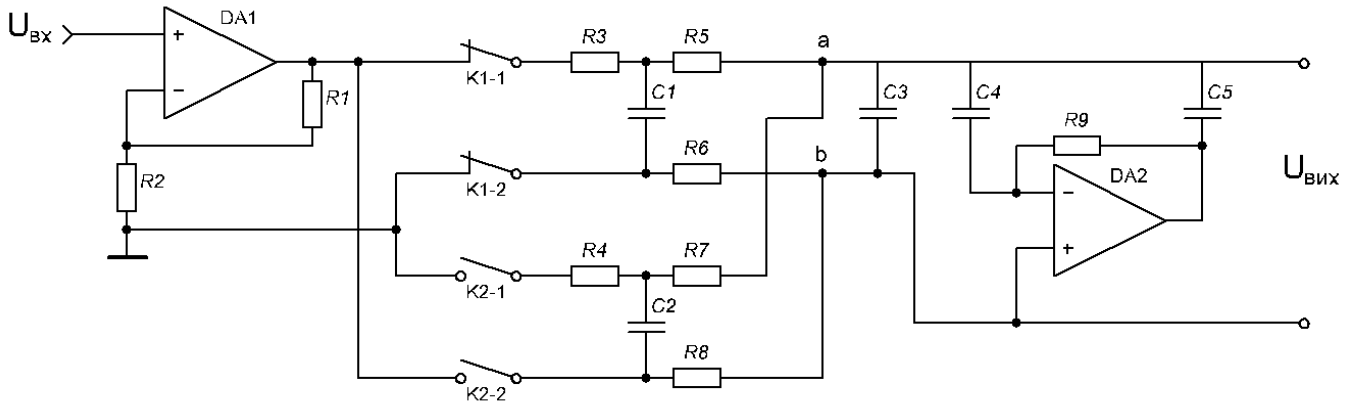 Uвх
DA1
+
−
R1
R2
K1-1
R3
R5
a
C1
C3
C4
C5
K1-2
R6
b
R9
DA2
−
+
Uвих
K2-1
R4
R7
C2
K2-2
R8